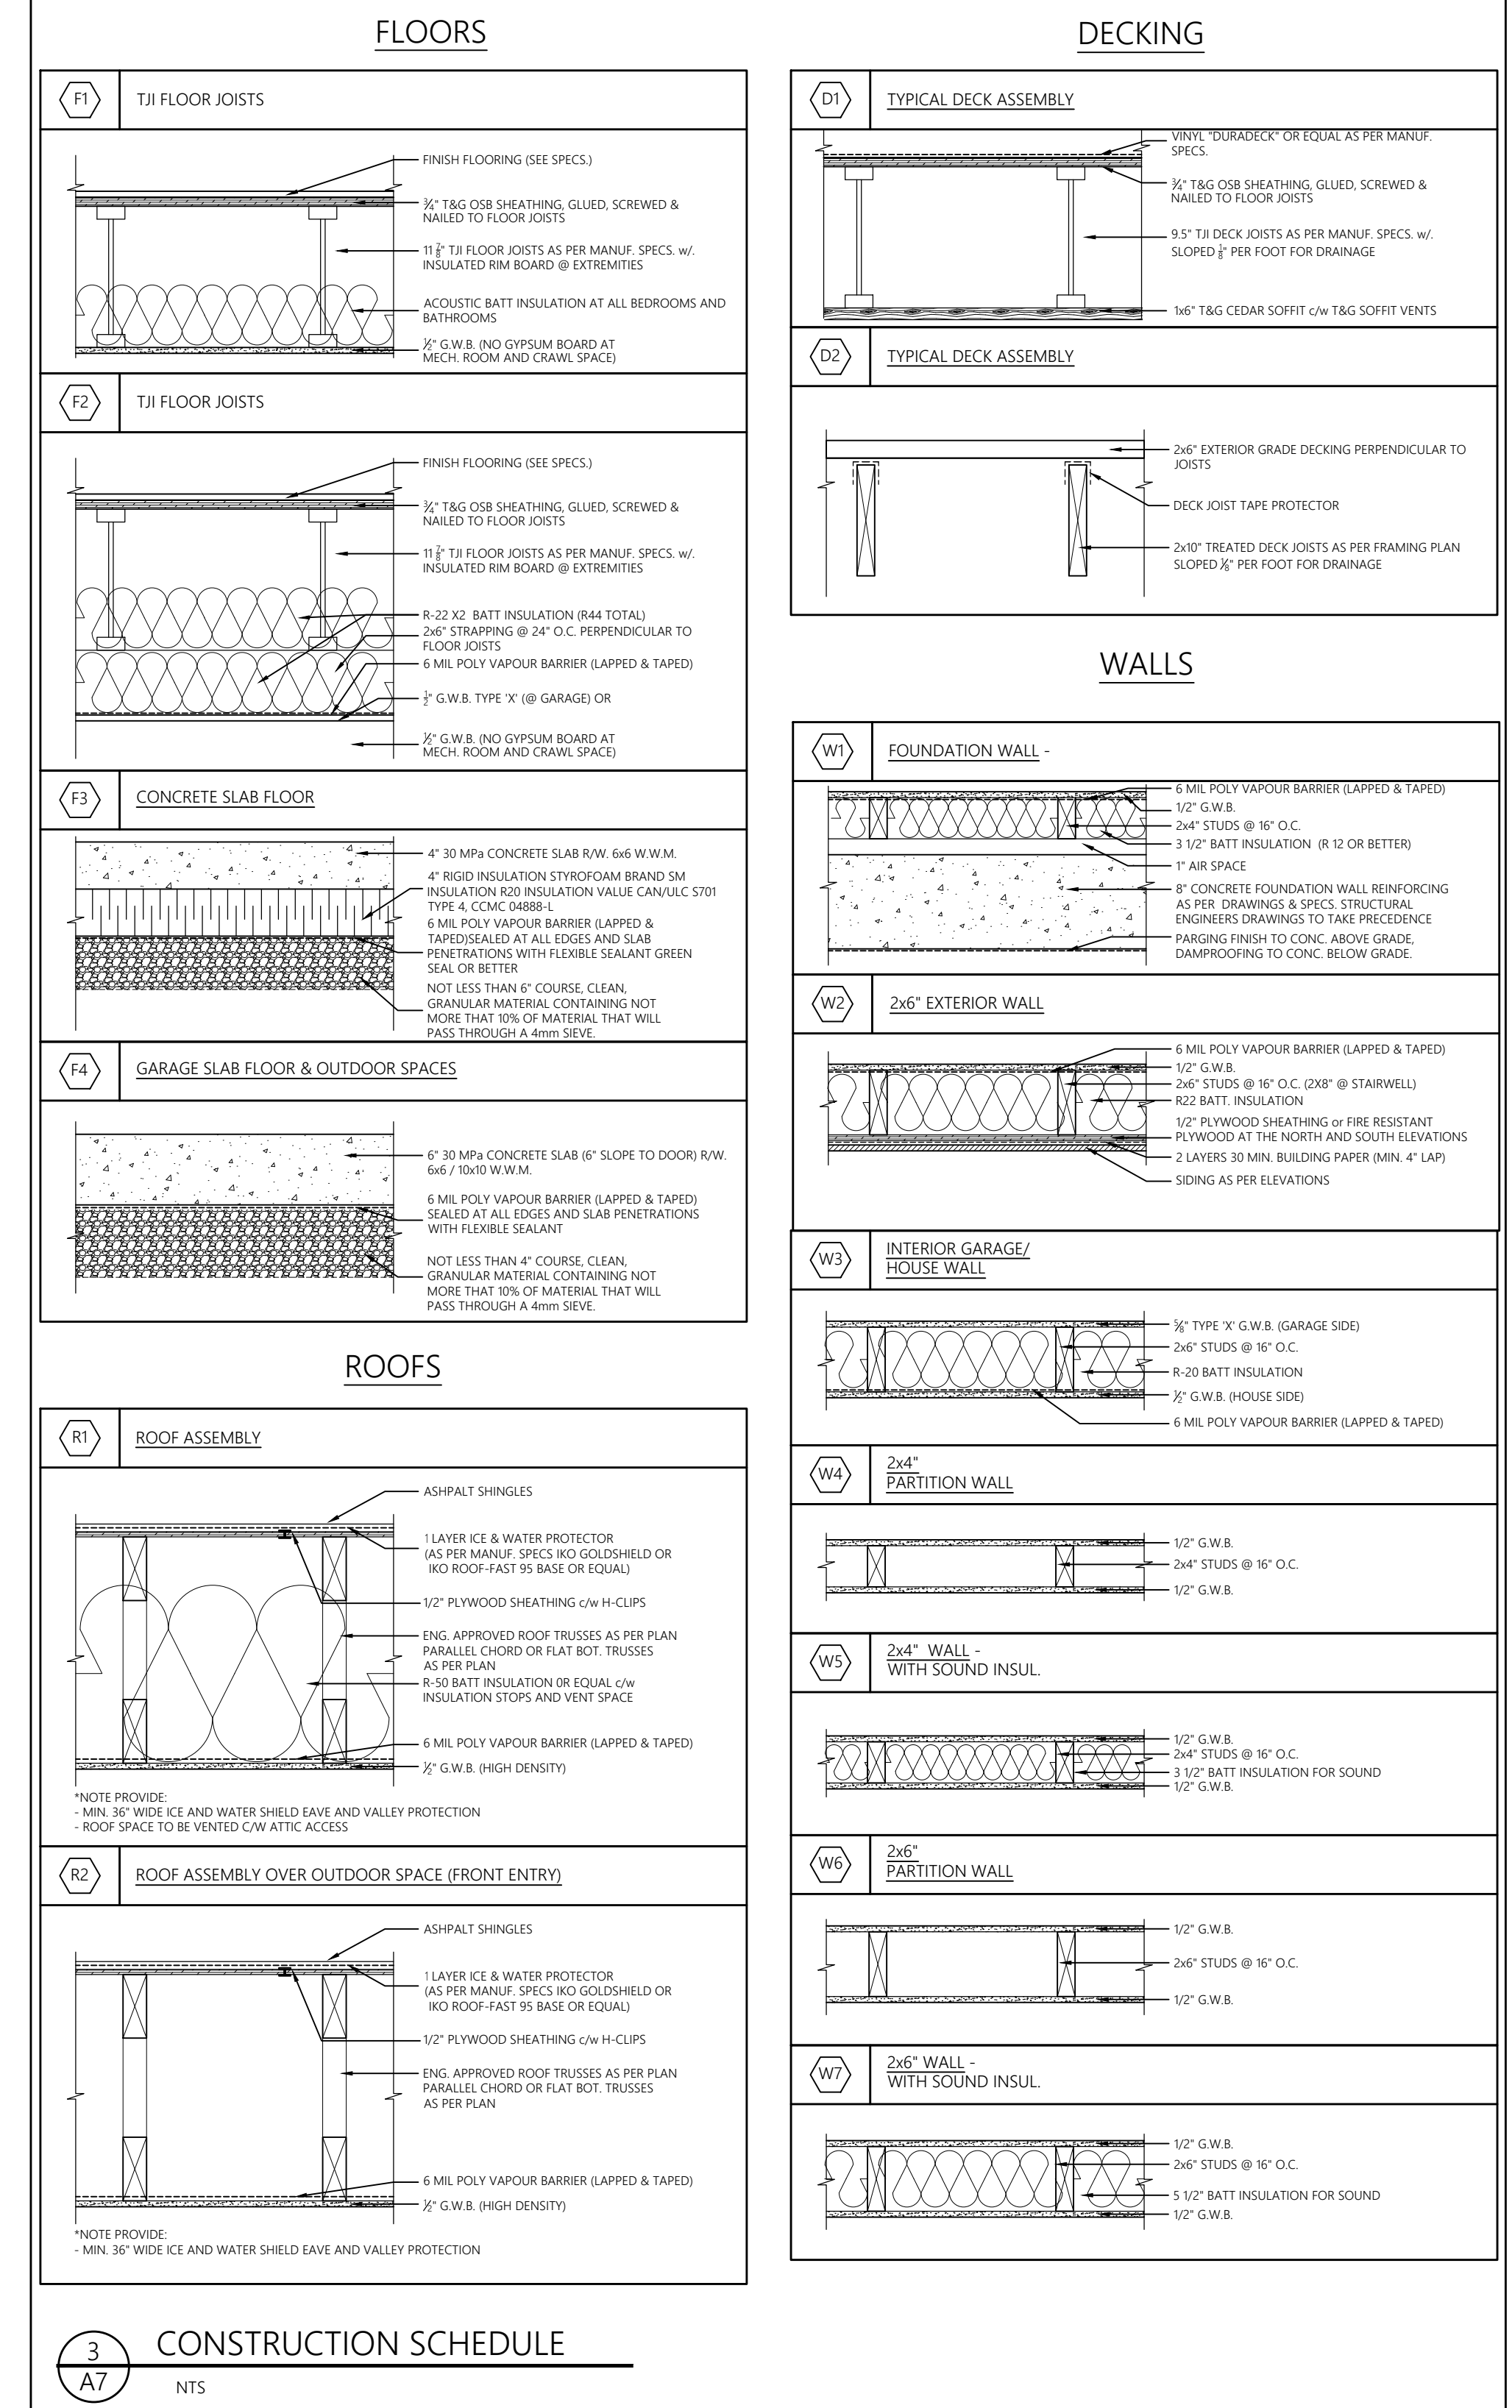 FLOORS
F1
TJI FLOOR JOISTS
FINISH FLOORING (SEE SPECS.)
¾" T&G OSB SHEATHING, GLUED, SCREWED &
NAILED TO FLOOR JOISTS
11 ⅞" TJI FLOOR JOISTS AS PER MANUF. SPECS. w/.
INSULATED RIM BOARD @ EXTREMITIES
ACOUSTIC BATT INSULATION AT ALL BEDROOMS AND
BATHROOMS
½" G.W.B. (NO GYPSUM BOARD AT
MECH. ROOM AND CRAWL SPACE)
F2
TJI FLOOR JOISTS
FINISH FLOORING (SEE SPECS.)
¾" T&G OSB SHEATHING, GLUED, SCREWED &
NAILED TO FLOOR JOISTS
11 ⅞" TJI FLOOR JOISTS AS PER MANUF. SPECS. w/.
INSULATED RIM BOARD @ EXTREMITIES
R-22 X2 BATT INSULATION (R44 TOTAL)
2x6" STRAPPING @ 24" O.C. PERPENDICULAR TO
FLOOR JOISTS
6 MIL POLY VAPOUR BARRIER (LAPPED & TAPED)
½" G.W.B. TYPE 'X' (@ GARAGE) OR
½" G.W.B. (NO GYPSUM BOARD AT
MECH. ROOM AND CRAWL SPACE)
F3
CONCRETE SLAB FLOOR
4" 30 MPa CONCRETE SLAB R/W. 6x6 W.W.M.
4" RIGID INSULATION STYROFOAM BRAND SM
INSULATION R20 INSULATION VALUE CAN/ULC S701
TYPE 4, CCMC 04888-L
6 MIL POLY VAPOUR BARRIER (LAPPED &
TAPED)SEALED AT ALL EDGES AND SLAB
PENETRATIONS WITH FLEXIBLE SEALANT GREEN
SEAL OR BETTER
NOT LESS THAN 6" COURSE, CLEAN,
GRANULAR MATERIAL CONTAINING NOT
MORE THAT 10% OF MATERIAL THAT WILL
PASS THROUGH A 4mm SIEVE.
F4
GARAGE SLAB FLOOR & OUTDOOR SPACES
6" 30 MPa CONCRETE SLAB (6" SLOPE TO DOOR) R/W.
6x6 / 10x10 W.W.M.
6 MIL POLY VAPOUR BARRIER (LAPPED & TAPED)
SEALED AT ALL EDGES AND SLAB PENETRATIONS
WITH FLEXIBLE SEALANT
NOT LESS THAN 4" COURSE, CLEAN,
GRANULAR MATERIAL CONTAINING NOT
MORE THAT 10% OF MATERIAL THAT WILL
PASS THROUGH A 4mm SIEVE.
ROOFS
R1
ROOF ASSEMBLY
ASHPALT SHINGLES
1 LAYER ICE & WATER PROTECTOR
(AS PER MANUF. SPECS IKO GOLDSHIELD OR
IKO ROOF-FAST 95 BASE OR EQUAL)
1/2" PLYWOOD SHEATHING c/w H-CLIPS
ENG. APPROVED ROOF TRUSSES AS PER PLAN
PARALLEL CHORD OR FLAT BOT. TRUSSES
AS PER PLAN
R-50 BATT INSULATION 0R EQUAL c/w
INSULATION STOPS AND VENT SPACE
6 MIL POLY VAPOUR BARRIER (LAPPED & TAPED)
½" G.W.B. (HIGH DENSITY)
*NOTE PROVIDE:
- MIN. 36" WIDE ICE AND WATER SHIELD EAVE AND VALLEY PROTECTION
- ROOF SPACE TO BE VENTED C/W ATTIC ACCESS
R2
ROOF ASSEMBLY OVER OUTDOOR SPACE (FRONT ENTRY)
ASHPALT SHINGLES
1 LAYER ICE & WATER PROTECTOR
(AS PER MANUF. SPECS IKO GOLDSHIELD OR
IKO ROOF-FAST 95 BASE OR EQUAL)
1/2" PLYWOOD SHEATHING c/w H-CLIPS
ENG. APPROVED ROOF TRUSSES AS PER PLAN
PARALLEL CHORD OR FLAT BOT. TRUSSES
AS PER PLAN
6 MIL POLY VAPOUR BARRIER (LAPPED & TAPED)
½" G.W.B. (HIGH DENSITY)
*NOTE PROVIDE:
- MIN. 36" WIDE ICE AND WATER SHIELD EAVE AND VALLEY PROTECTION
3
A7
CONSTRUCTION SCHEDULE
NTS
DECKING
D1
TYPICAL DECK ASSEMBLY
VINYL "DURADECK" OR EQUAL AS PER MANUF.
SPECS.
¾" T&G OSB SHEATHING, GLUED, SCREWED &
NAILED TO FLOOR JOISTS
9.5" TJI DECK JOISTS AS PER MANUF. SPECS. w/.
SLOPED ⅛" PER FOOT FOR DRAINAGE
1x6" T&G CEDAR SOFFIT c/w T&G SOFFIT VENTS
D2
TYPICAL DECK ASSEMBLY
2x6" EXTERIOR GRADE DECKING PERPENDICULAR TO
JOISTS
DECK JOIST TAPE PROTECTOR
2x10" TREATED DECK JOISTS AS PER FRAMING PLAN
SLOPED ⅛" PER FOOT FOR DRAINAGE
WALLS
W1
FOUNDATION WALL -
6 MIL POLY VAPOUR BARRIER (LAPPED & TAPED)
1/2" G.W.B.
2x4" STUDS @ 16" O.C.
3 1/2" BATT INSULATION (R 12 OR BETTER)
1" AIR SPACE
8" CONCRETE FOUNDATION WALL REINFORCING
AS PER DRAWINGS & SPECS. STRUCTURAL
ENGINEERS DRAWINGS TO TAKE PRECEDENCE
PARGING FINISH TO CONC. ABOVE GRADE,
DAMPROOFING TO CONC. BELOW GRADE.
W2
2x6" EXTERIOR WALL
6 MIL POLY VAPOUR BARRIER (LAPPED & TAPED)
1/2" G.W.B.
2x6" STUDS @ 16" O.C. (2X8" @ STAIRWELL)
R22 BATT. INSULATION
1/2" PLYWOOD SHEATHING or FIRE RESISTANT
PLYWOOD AT THE NORTH AND SOUTH ELEVATIONS
2 LAYERS 30 MIN. BUILDING PAPER (MIN. 4" LAP)
SIDING AS PER ELEVATIONS
W3
INTERIOR GARAGE/
HOUSE WALL
⅝" TYPE 'X' G.W.B. (GARAGE SIDE)
2x6" STUDS @ 16" O.C.
R-20 BATT INSULATION
½" G.W.B. (HOUSE SIDE)
6 MIL POLY VAPOUR BARRIER (LAPPED & TAPED)
W4
2x4"
PARTITION WALL
1/2" G.W.B.
2x4" STUDS @ 16" O.C.
1/2" G.W.B.
W5
2x4" WALL -
WITH SOUND INSUL.
1/2" G.W.B.
2x4" STUDS @ 16" O.C.
3 1/2" BATT INSULATION FOR SOUND
1/2" G.W.B.
W6
2x6"
PARTITION WALL
1/2" G.W.B.
2x6" STUDS @ 16" O.C.
1/2" G.W.B.
W7
2x6" WALL -
WITH SOUND INSUL.
1/2" G.W.B.
2x6" STUDS @ 16" O.C.
5 1/2" BATT INSULATION FOR SOUND
1/2" G.W.B.